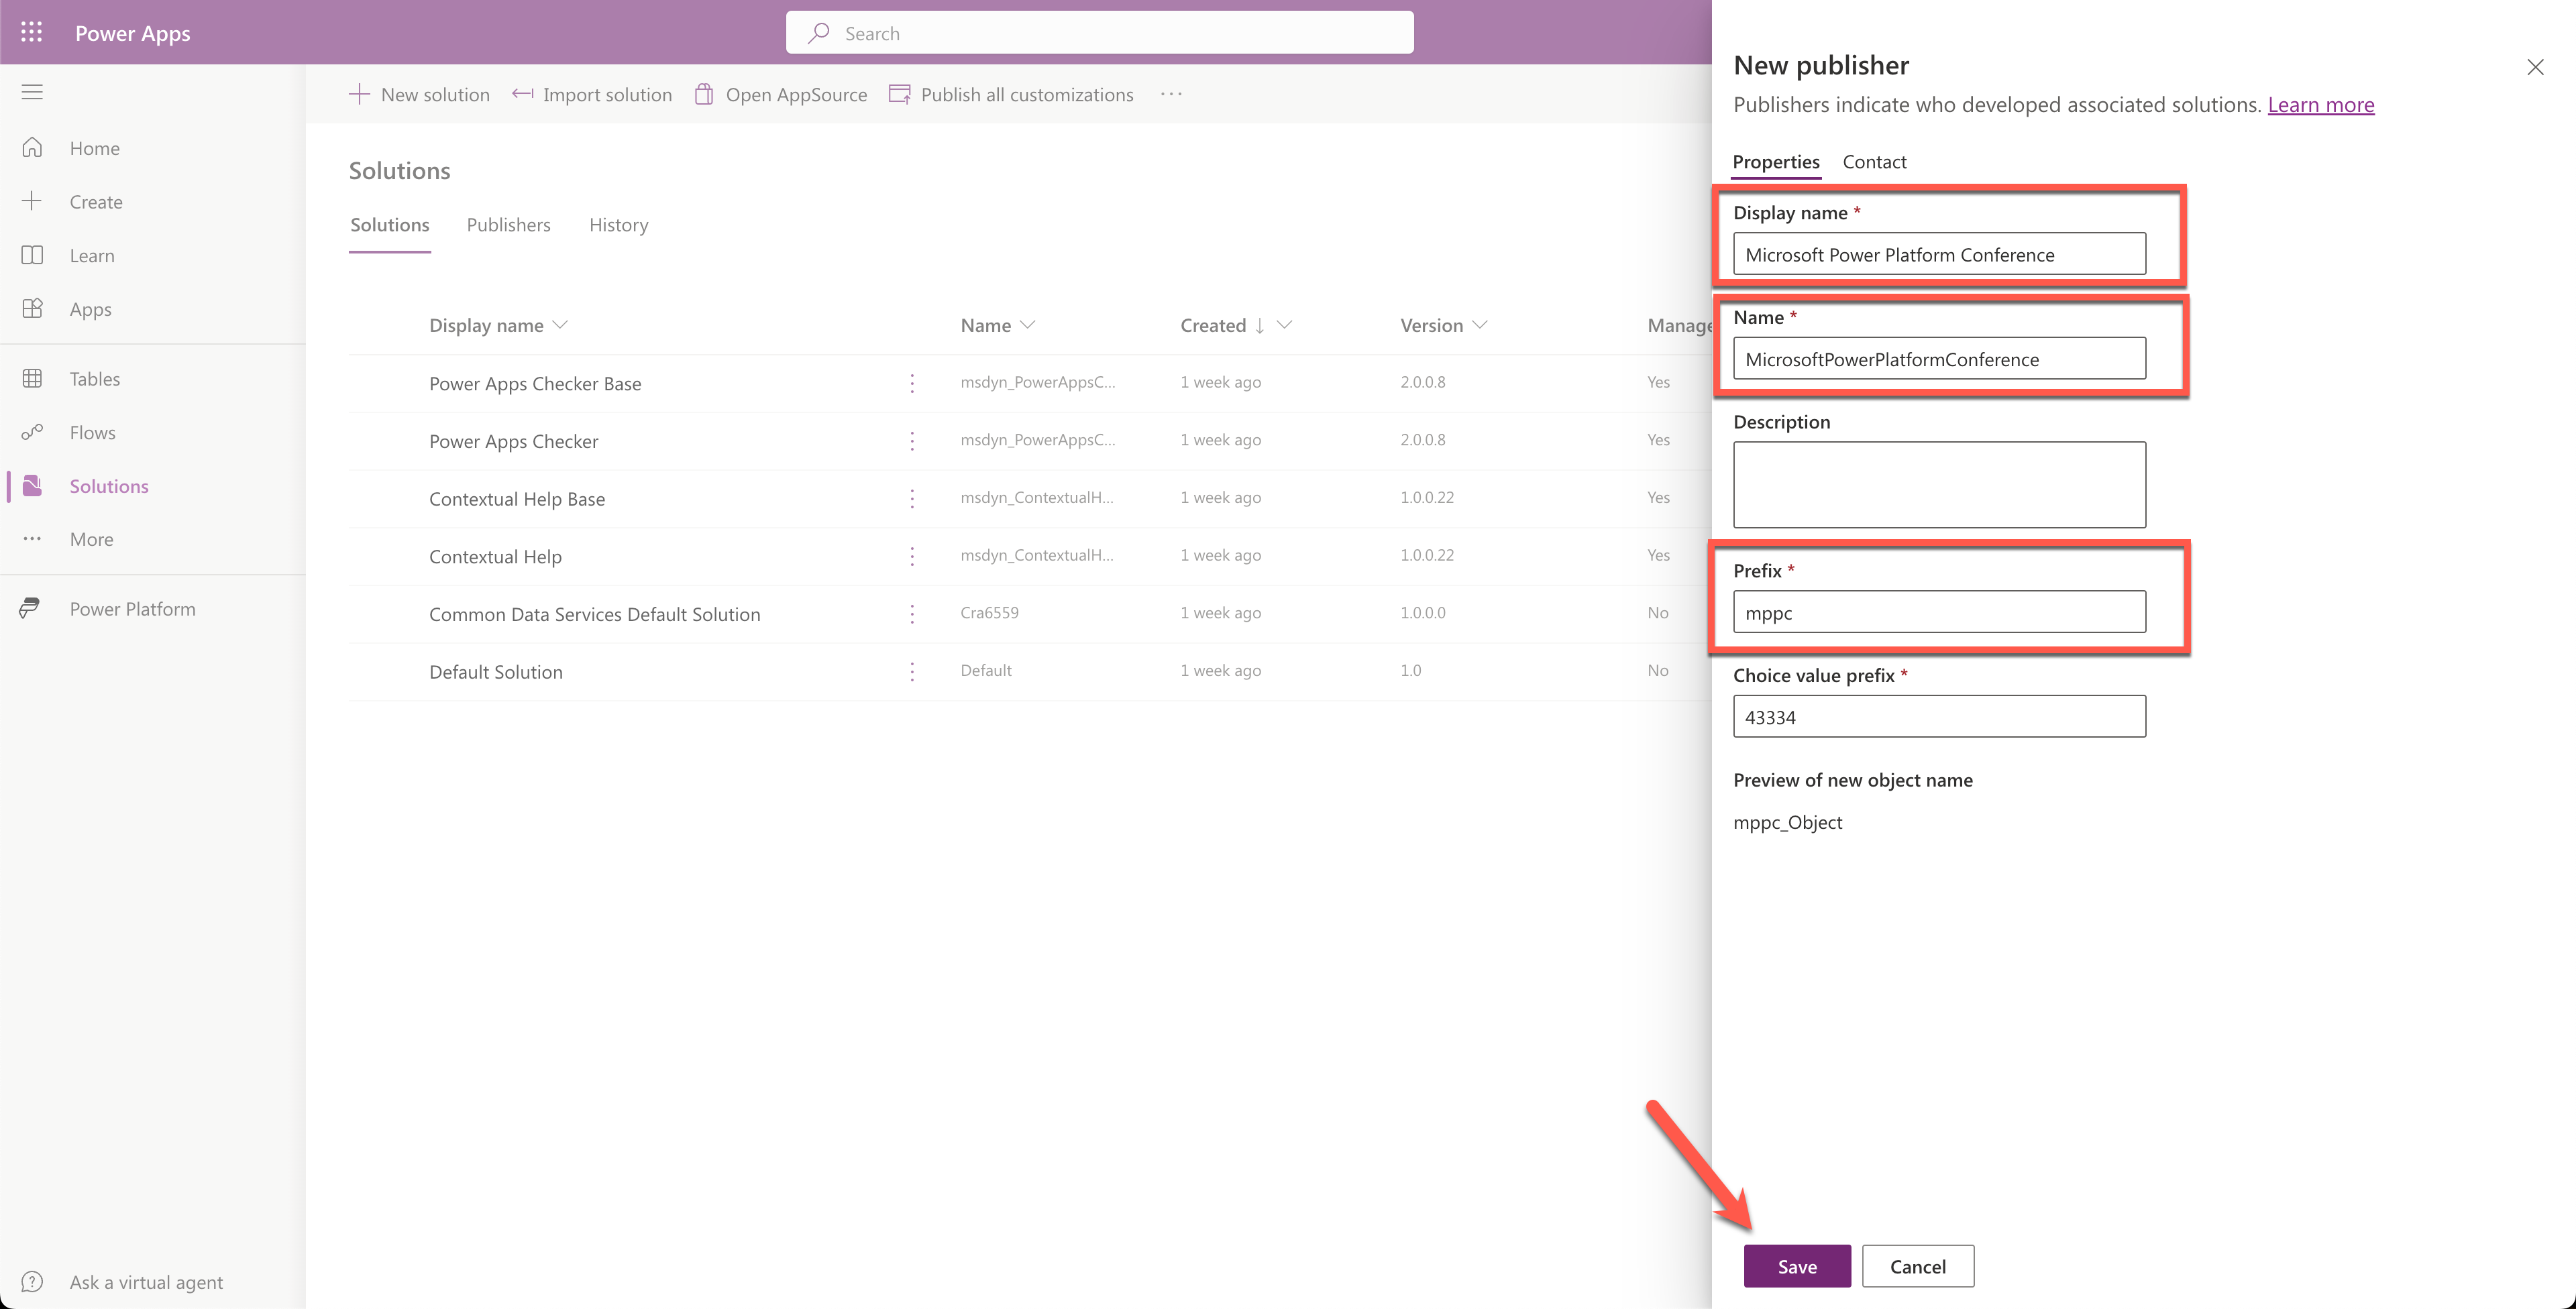 Power Apps
Search
New solution
Import solution
Open AppSource
Publish all customizations
Home
Create
Learn
Apps
Tables
Flows
Solutions
More
Power Platform
Ask a virtual agent
Solutions
Solutions Publishers History
Display name Name Created Version Manage
Power Apps Checker Base msdyn_PowerAppsC... 1 week ago 2.0.0.8 Yes
Power Apps Checker msdyn_PowerAppsC... 1 week ago 2.0.0.8 Yes
Contextual Help Base msdyn_ContextualH... 1 week ago 1.0.0.22 Yes
Contextual Help msdyn_ContextualH... 1 week ago 1.0.0.22 Yes
Common Data Services Default Solution Cra6559 1 week ago 1.0.0.0 No
Default Solution Default 1 week ago 1.0 No
New publisher
Publishers indicate who developed associated solutions. Learn more
Properties Contact
Display name *
Microsoft Power Platform Conference
Name *
MicrosoftPowerPlatformConference
Description
Prefix *
mppc
Choice value prefix *
43334
Preview of new object name
mppc_Object
Save Cancel